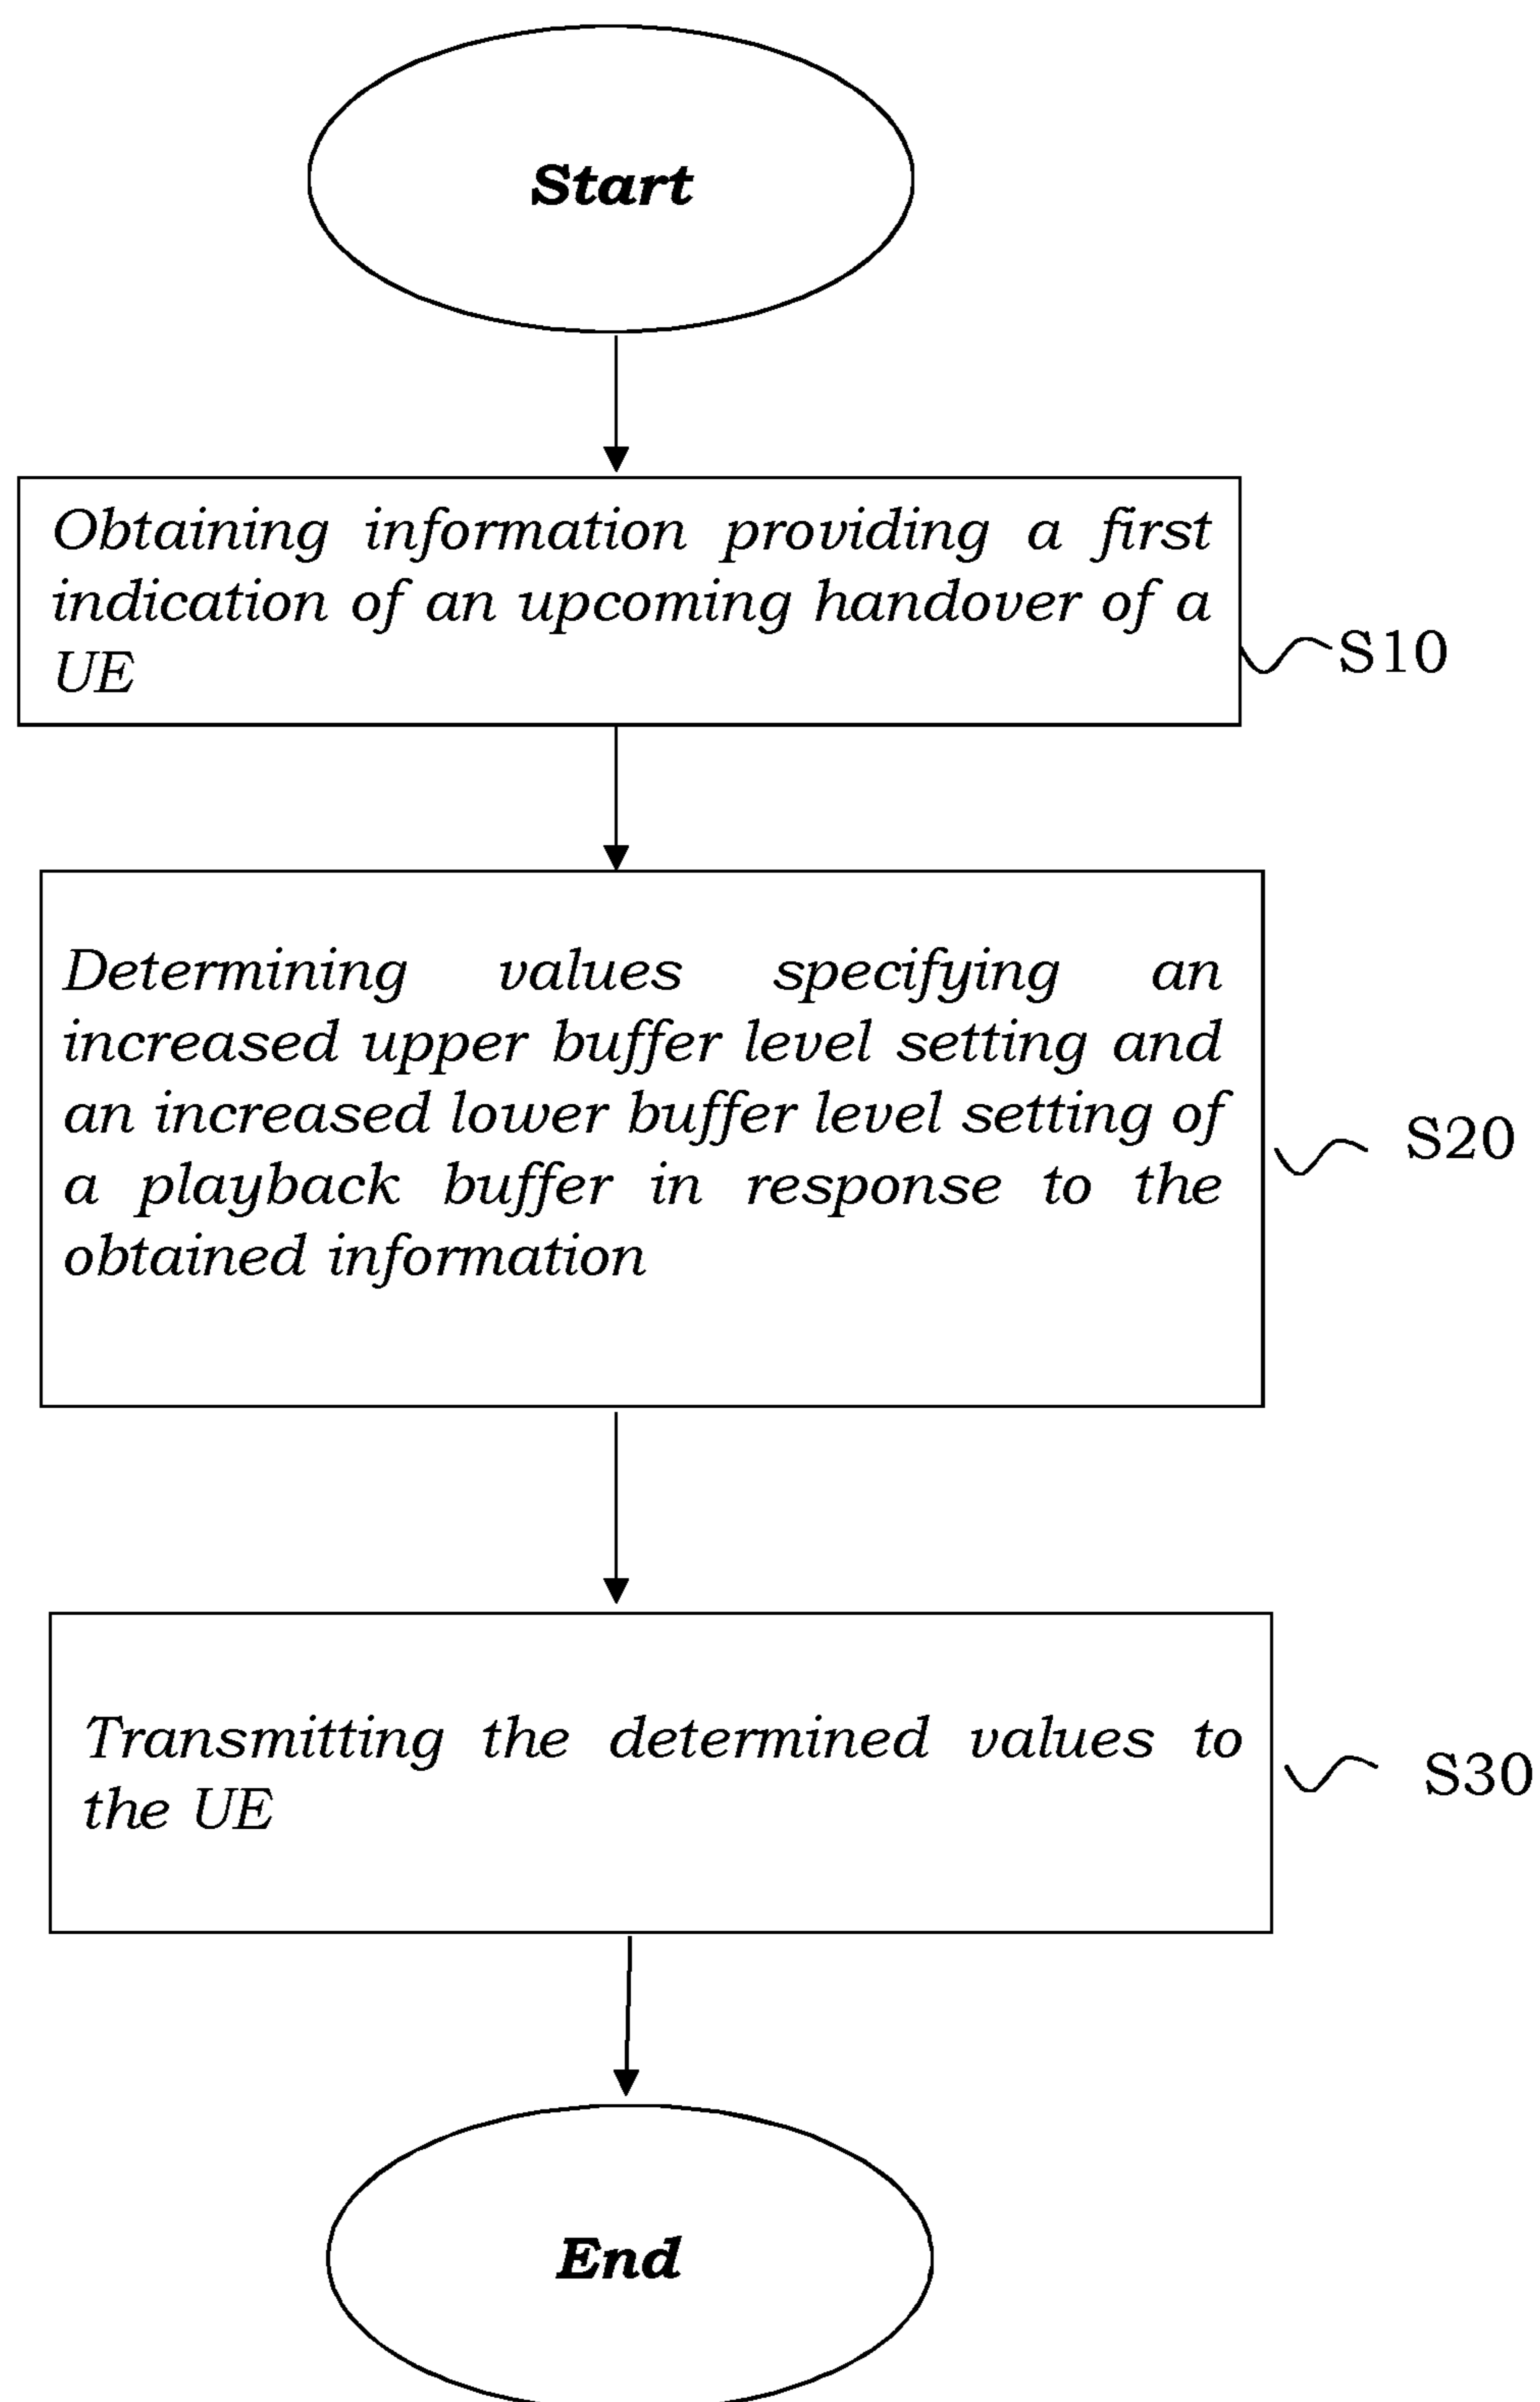 Start
Obtaining information providing a first
indication of an upcoming handover of a
UE
S10
Determining values specifying an
increased upper buffer level setting and
an increased lower buffer level setting of
a playback buffer in response to the
obtained information
S20
Transmitting the determined values to
the UE
S30
End